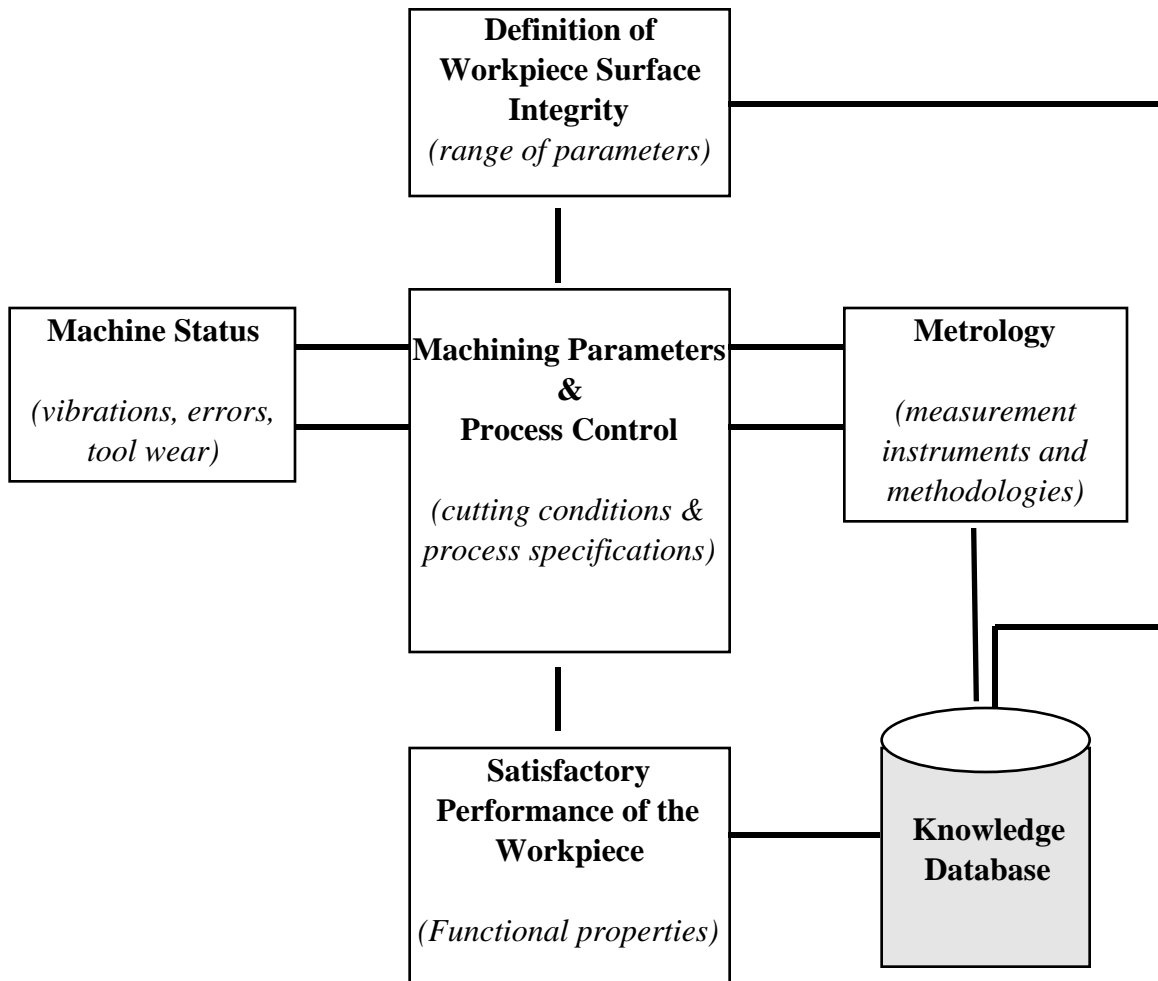 Definition of
Workpiece Surface
Integrity
(range of parameters)
Machine Status
(vibrations, errors,
tool wear)
Machining Parameters
&
Process Control
(cutting conditions &
process specifications)
Metrology
(measurement
instruments and
methodologies)
Satisfactory
Performance of the
Workpiece
(Functional properties)
Knowledge
Database